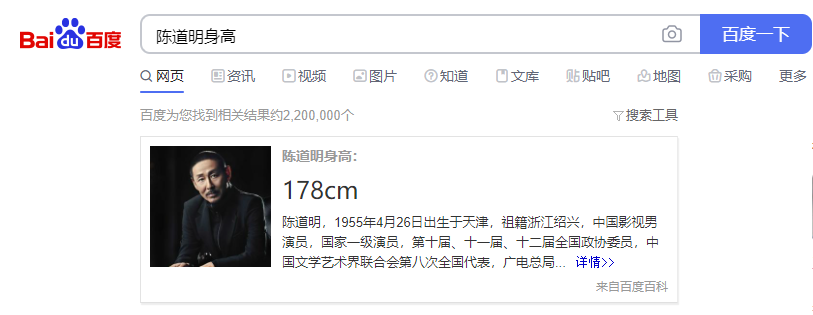 Bai du 百度 陈道明身高 百度一下
网页 资讯 视频 图片 知道 文库 贴吧 地图 采购 更多
百度为您找到相关结果约2,200,000个 搜索工具
陈道明身高：
178cm
陈道明，1955年4月26日出生于天津，祖籍浙江绍兴，中国影视男
演员，国家一级演员，第十届、十一届、十二届全国政协委员，中
国文学艺术界联合会第八次全国代表，广电总局... 详情>>
来自百度百科